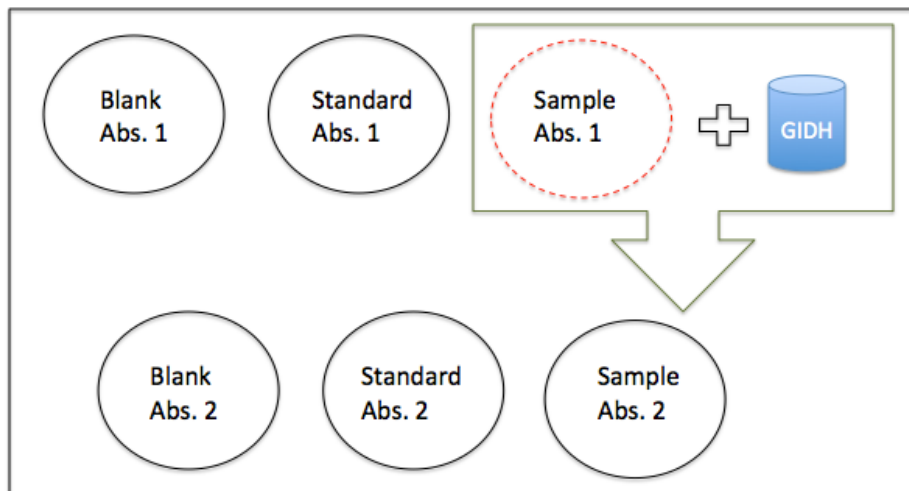 Blank
Abs. 1
Standard
Abs. 1
Sample
Abs. 1
GIDH
Blank
Abs. 2
Standard
Abs. 2
Sample
Abs. 2